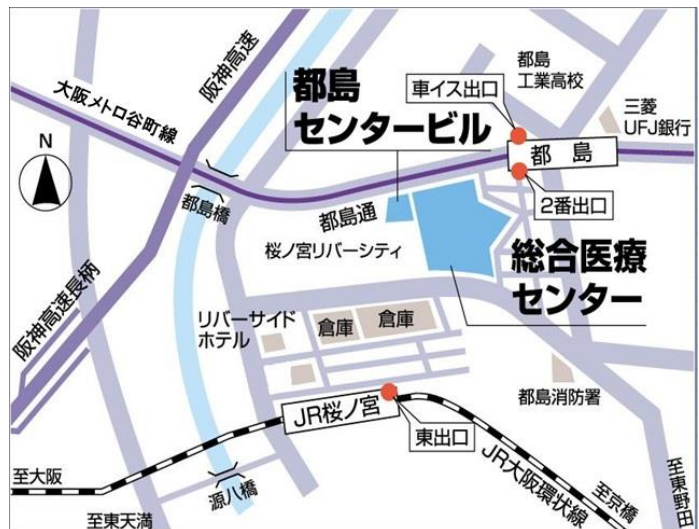 大阪メトロ谷町線
阪神高速
都島
センタービル
都島
工業高校
車イス出口
三菱
UFJ銀行
N
都島
2番出口
都島橋
都島通
桜ノ宮リバーシティ
総合医療
センター
阪神高速長柄
リバーサイド
ホテル
倉庫
倉庫
都島消防署
JR桜ノ宮
東出口
JR大阪環状線
至大阪
源八橋
至京橋
至東野田
至東天満